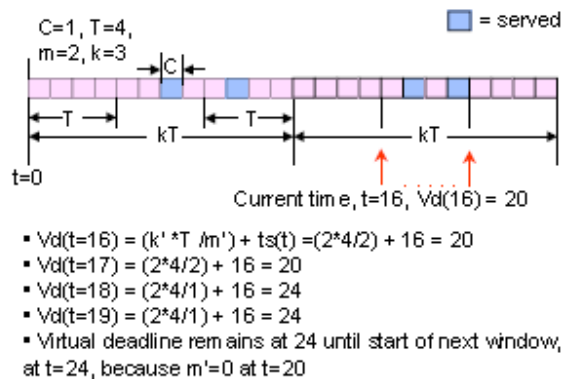 C=1, T=4,
m=2, k=3
= served
C
T
T
kT
kT
t=0
Current time, t=16, Vd(16) = 20
▪ Vd(t=16) = (k' *T /m') + ts(t) =(2*4/2) + 16 = 20
▪ Vd(t=17) = (2*4/2) + 16 = 20
▪ Vd(t=18) = (2*4/1) + 16 = 24
▪ Vd(t=19) = (2*4/1) + 16 = 24
▪ Virtual deadline remains at 24 until start of next window,
at t=24, because m'=0 at t=20